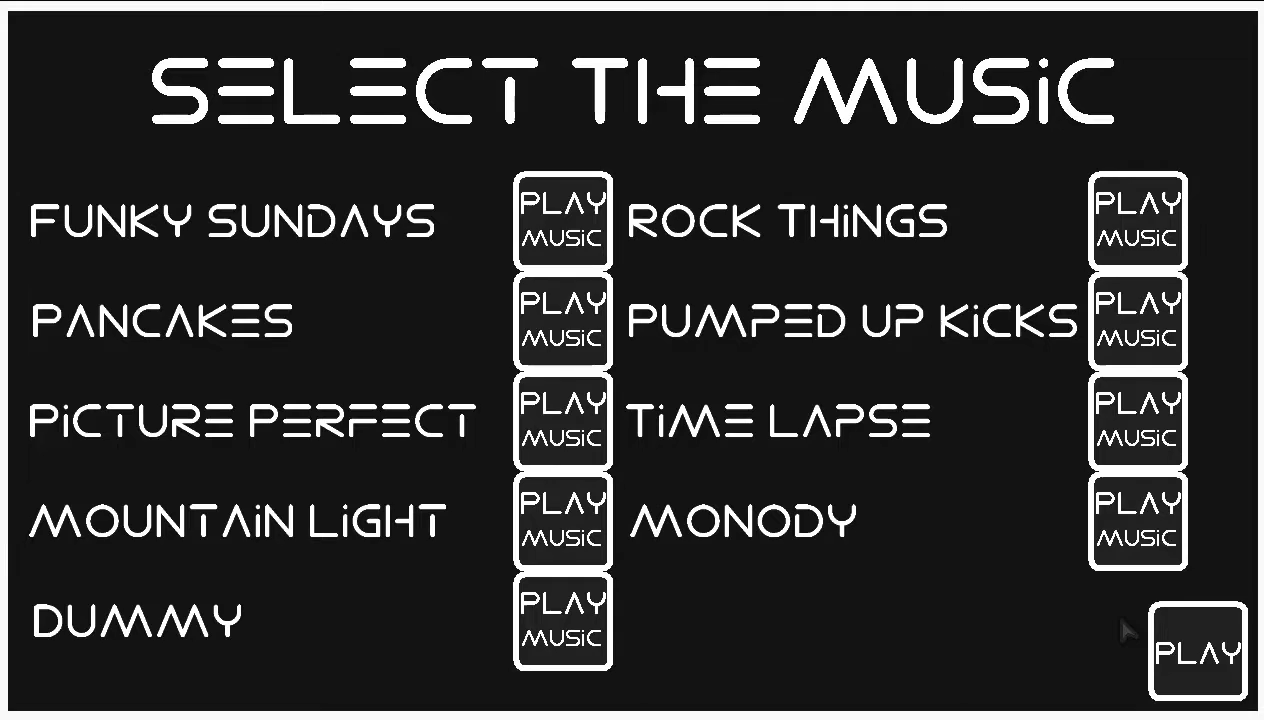 SELECT THE MUSiC
FUNKY SUNDAYS
PLAY
MUSiC
ROCK THiNGS
PLAY
MUSiC
PANCAKES
PLAY
MUSiC
PUMPED UP KiCKS
PLAY
MUSiC
PiCTURE PERFECT
PLAY
MUSiC
TiME LAPSE
PLAY
MUSiC
MOUNTAiN LiGHT
PLAY
MUSiC
MONODY
PLAY
MUSiC
DUMMY
PLAY
MUSiC
PLAY